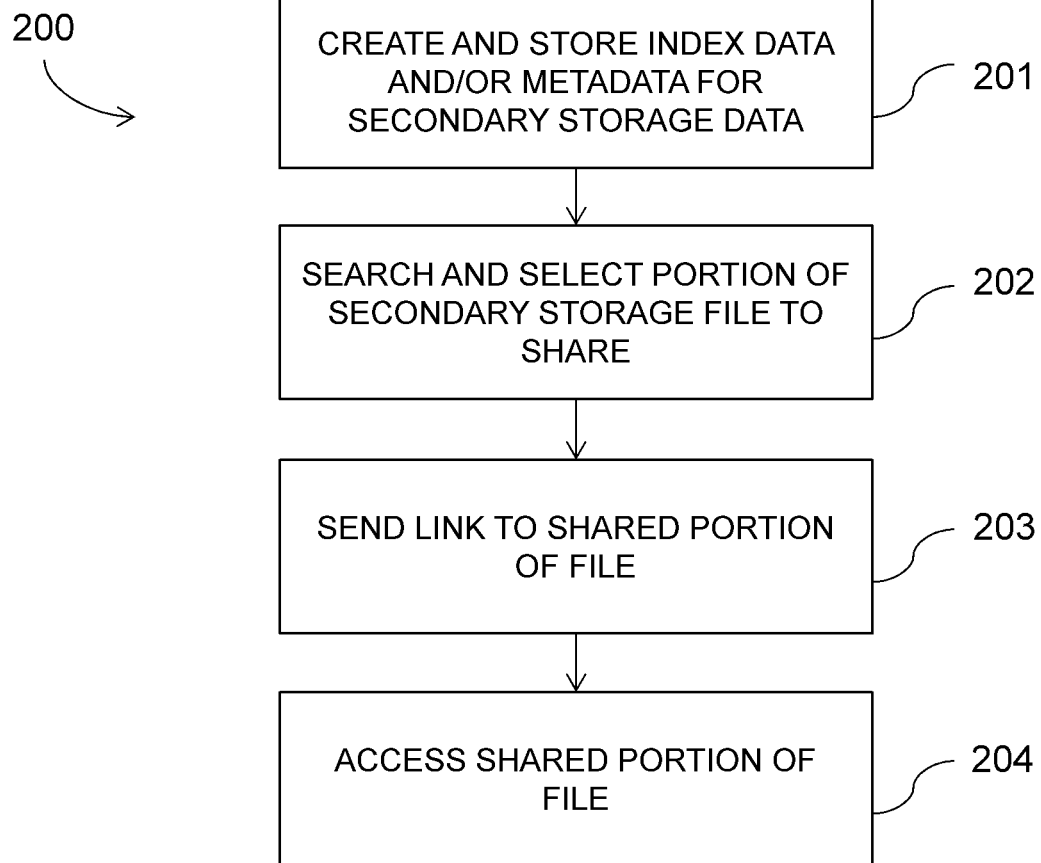 200
CREATE AND STORE INDEX DATA
AND/OR METADATA FOR
SECONDARY STORAGE DATA
201
SEARCH AND SELECT PORTION OF
SECONDARY STORAGE FILE TO
SHARE
202
SEND LINK TO SHARED PORTION
OF FILE
203
ACCESS SHARED PORTION OF
FILE
204